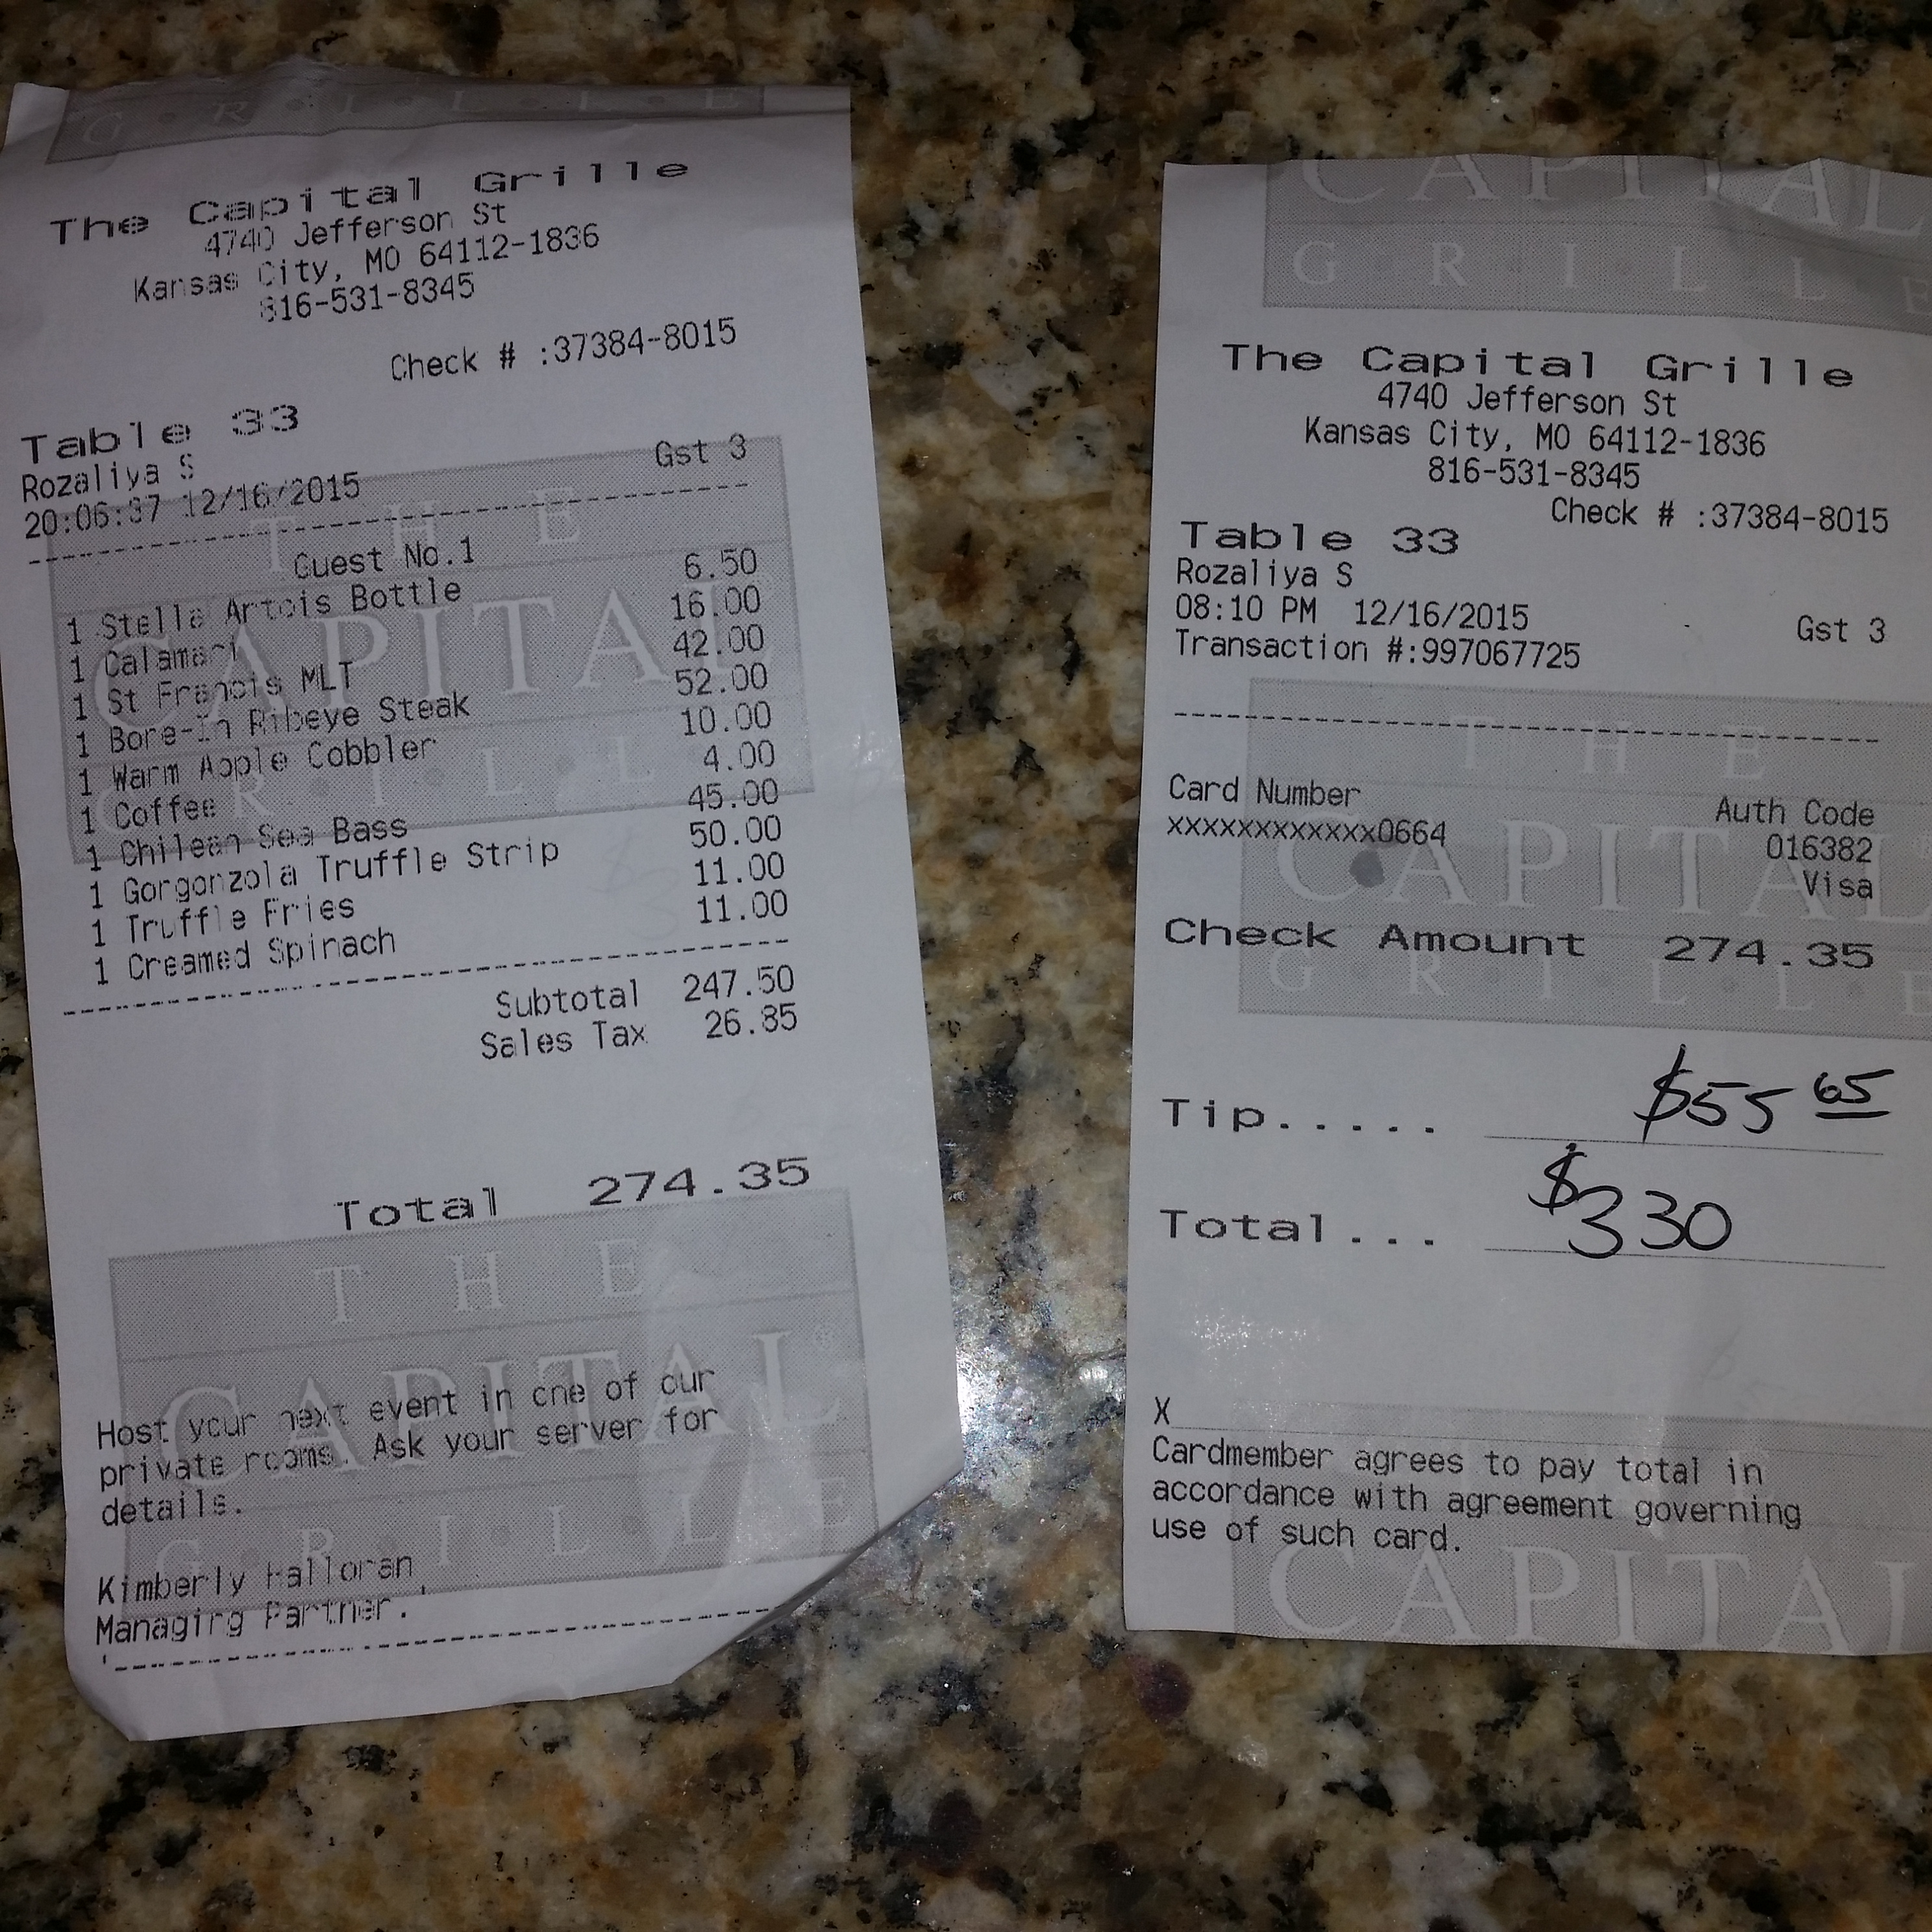 The Capital Grille
4740 Jefferson St
Kansas City, MO 64112-1836
816-531-8345
Check # :37384-8015
Table 33
Rozaliya S Gst 3
20:06:37 12/16/2015
Guest No.1
1 Stella Artois Bottle 6.50
1 Calamari 16.00
1 St Francis MLT 42.00
1 Bone-in Ribeye Steak 52.00
1 Warm Apple Cobbler 10.00
1 Coffee 4.00
1 Chilean Sea Bass 45.00
1 Gorgonzola Truffle Strip 50.00
1 Truffle Fries 11.00
1 Creamed Spinach 11.00
Subtotal 247.50
Sales Tax 26.85
Total 274.35
Host your next event in one of our
private rooms. Ask your server for
details.
Kimberly Halloran,
Managing Partner.
THE
CAPITAL
GRILLE
The Capital Grille
4740 Jefferson St
Kansas City, MO 64112-1836
816-531-8345
Check # :37384-8015
Table 33
Rozaliya S
08:10 PM 12/16/2015 Gst 3
Transaction #:997067725
Card Number Auth Code
xxxxxxxxxxxxxxx0664 016382
Visa
Check Amount 274.35
Tip..... $55 65
Total... $330
X
Cardmember agrees to pay total in
accordance with agreement governing
use of such card.
CAPITAL